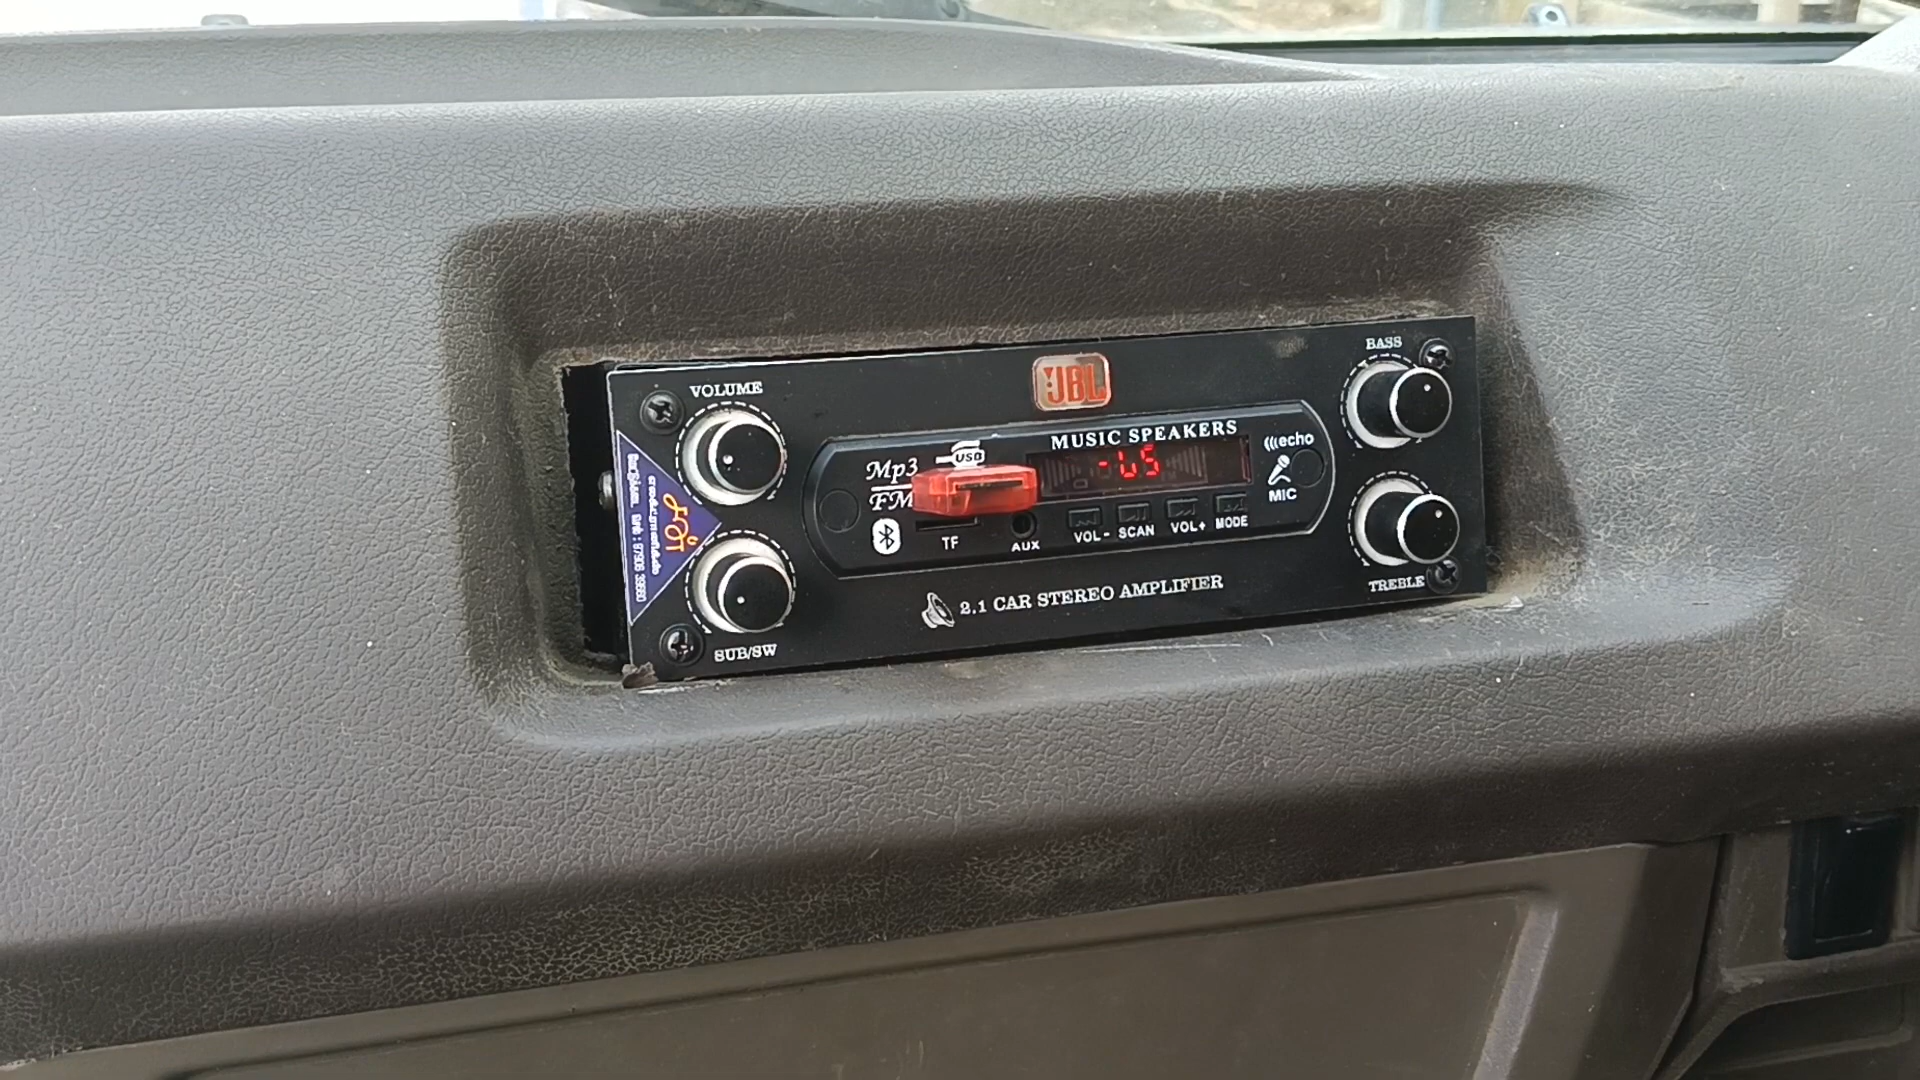 VOLUME
JBL
BASS
MUSIC SPEAKERS
USB
Mp3
FM
echo
MIC
TF
AUX
VOL-
SCAN
VOL+
MODE
2.1 CAR STEREO AMPLIFIER
SUB/SW
TREBLE